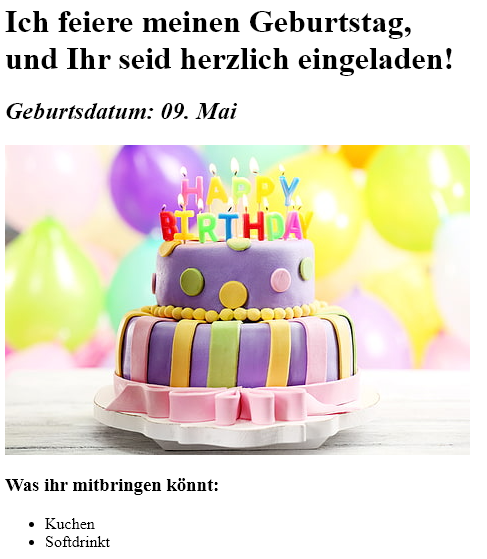 Ich feiere meinen Geburtstag,
und Ihr seid herzlich eingeladen!
Geburtsdatum: 09. Mai
HAPPY
BIRTHDAY
Was ihr mitbringen könnt:
Kuchen
Softdrinkt